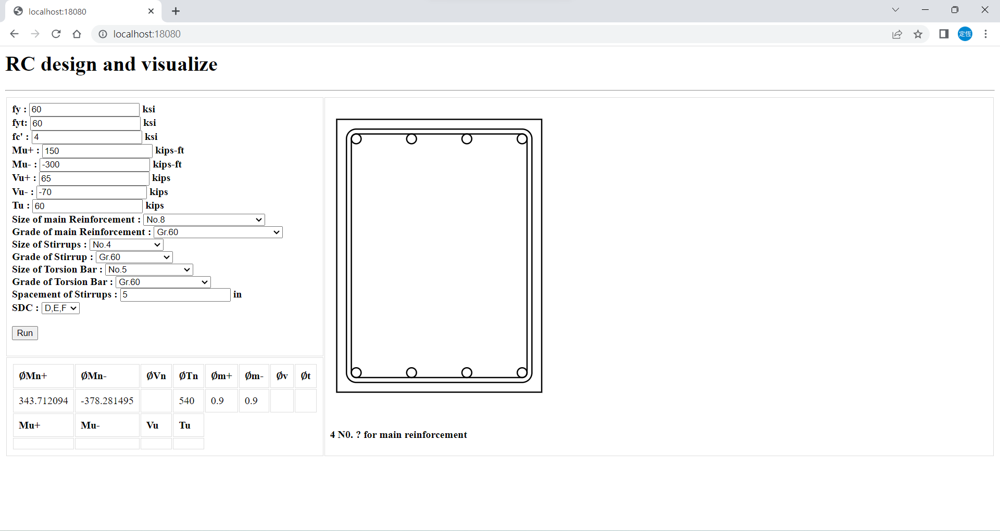 localhost:18080
localhost:18080
定恆
RC design and visualize
fy : 60 ksi
fyt: 60 ksi
fc' : 4 ksi
Mu+ : 150 kips-ft
Mu- : -300 kips-ft
Vu+ : 65 kips
Vu- : -70 kips
Tu : 60 kips
Size of main Reinforcement : No.8
Grade of main Reinforcement : Gr.60
Size of Stirrups : No.4
Grade of Stirrup : Gr.60
Size of Torsion Bar : No.5
Grade of Torsion Bar : Gr.60
Spacement of Stirrups : 5 in
SDC : D,E,F
Run
ØMn+ ØMn- ØVn ØTn Øm+ Øm- Øv Øt
343.712094 -378.281495 540 0.9 0.9
Mu+ Mu- Vu Tu
4 N0. ? for main reinforcement